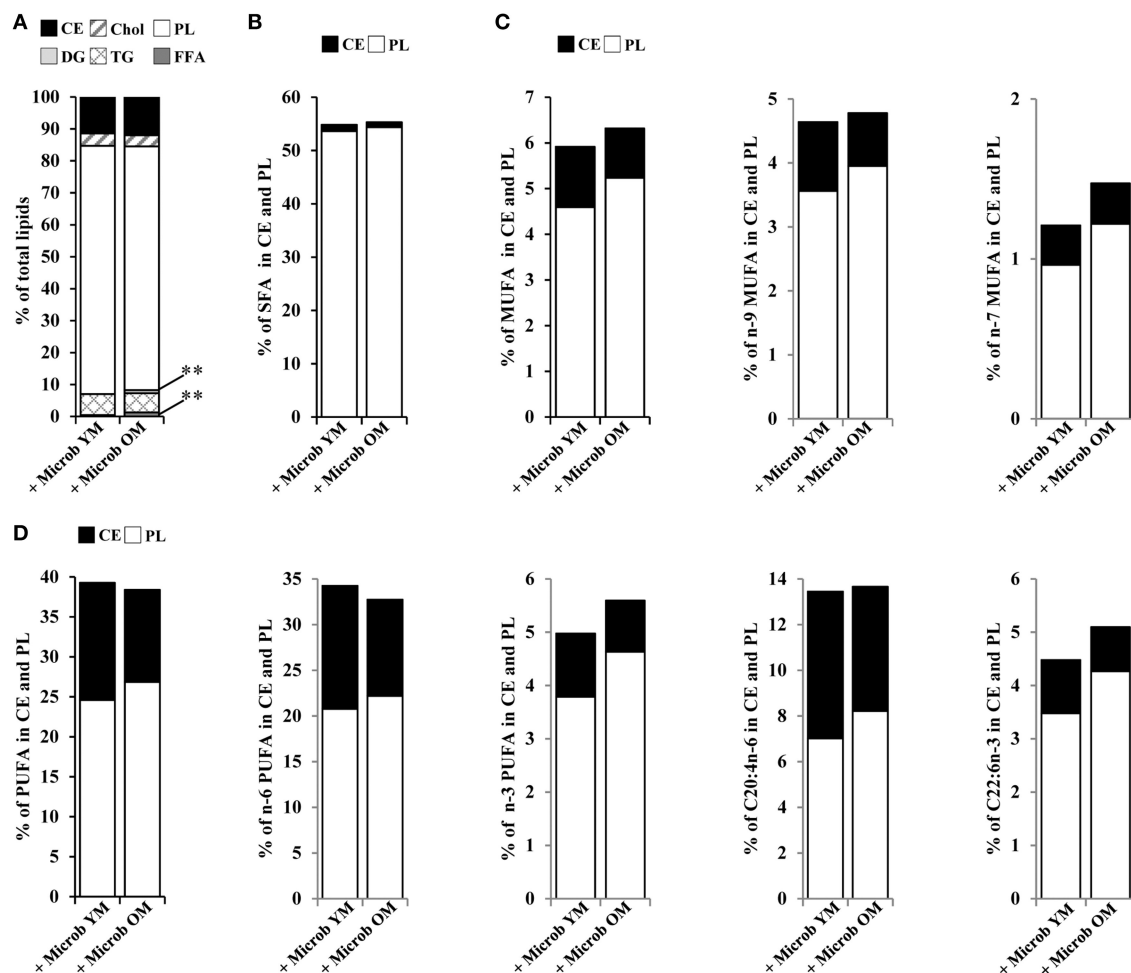 A CE Chol PL
DG TG FFA
% of total lipids
100
90
80
70
60
50
40
30
20
10
0
**
**
+ Microb YM
+ Microb OM
B CE PL
% of SFA in CE and PL
60
50
40
30
20
10
0
+ Microb YM
+ Microb OM
C CE PL
% of MUFA in CE and PL
7
6
5
4
3
2
1
0
+ Microb YM
+ Microb OM
% of n-9 MUFA in CE and PL
5
4
3
2
1
0
+ Microb YM
+ Microb OM
% of n-7 MUFA in CE and PL
2
1
0
+ Microb YM
+ Microb OM
D CE PL
% of PUFA in CE and PL
40
35
30
25
20
15
10
5
0
+ Microb YM
+ Microb OM
% of n-6 PUFA in CE and PL
35
30
25
20
15
10
5
0
+ Microb YM
+ Microb OM
% of n-3 PUFA in CE and PL
6
5
4
3
2
1
0
+ Microb YM
+ Microb OM
% of C20:4n-6 in CE and PL
14
12
10
8
6
4
2
0
+ Microb YM
+ Microb OM
% of C22:6n-3 in CE and PL
6
5
4
3
2
1
0
+ Microb YM
+ Microb OM